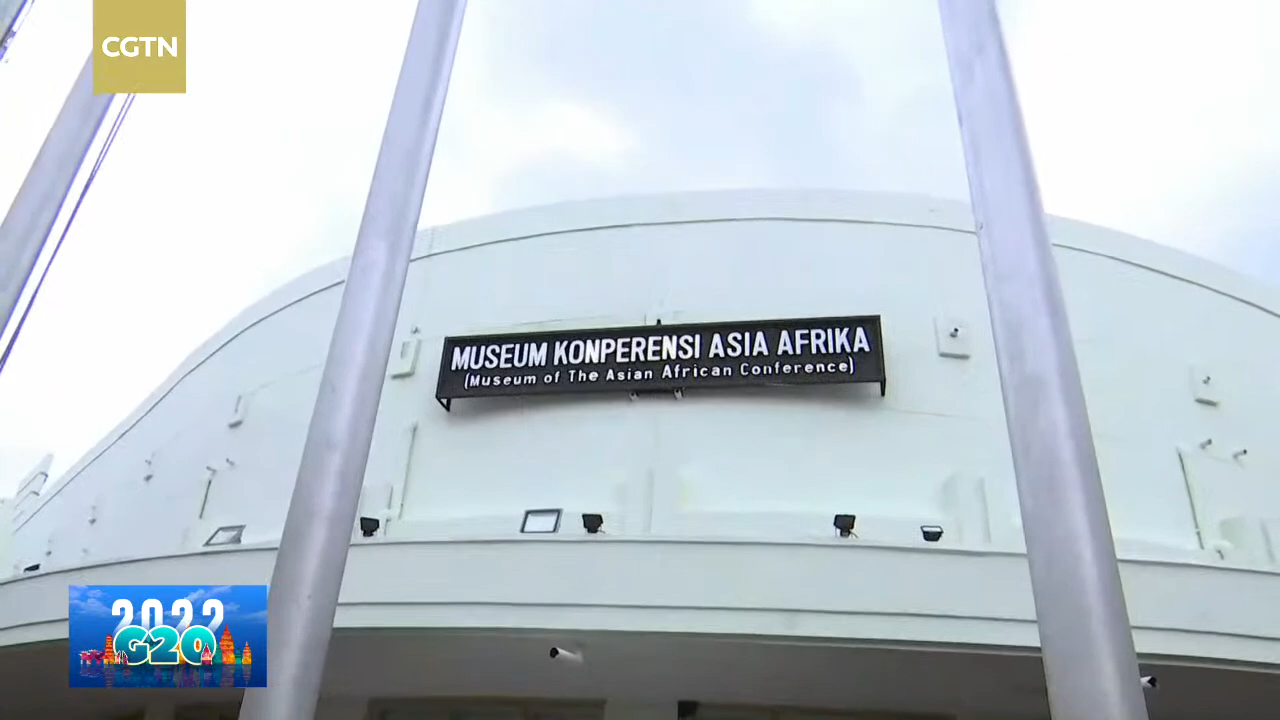 CGTN
MUSEUM KONPERENSI ASIA AFRIKA
(Museum of The Asian African Conference)
2022
G20